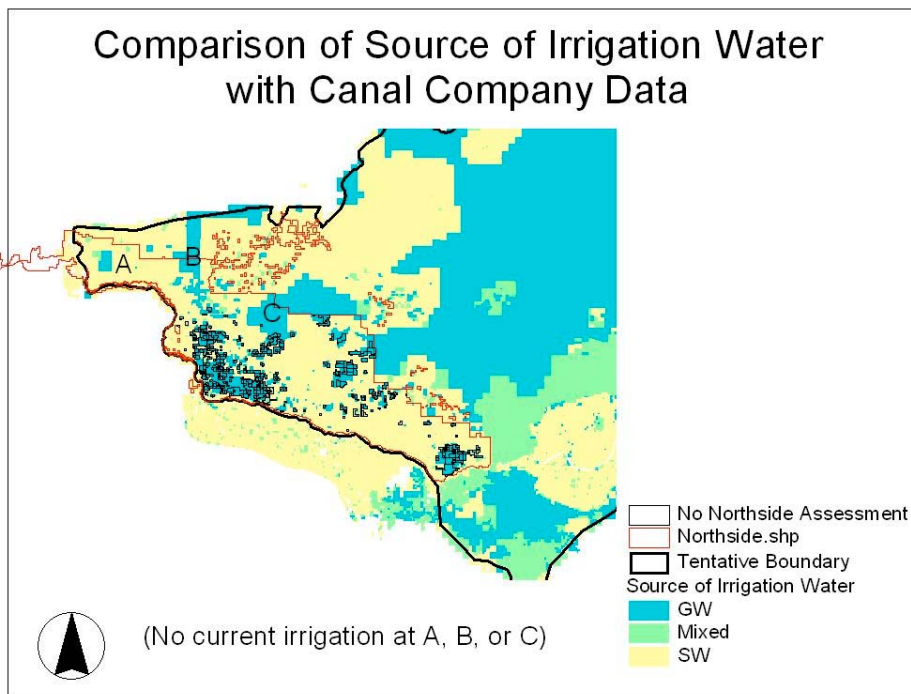 Comparison of Source of Irrigation Water
with Canal Company Data
A
B
C
No Northside Assessment
Northside.shp
Tentative Boundary
Source of Irrigation Water
GW
Mixed
SW
(No current irrigation at A, B, or C)